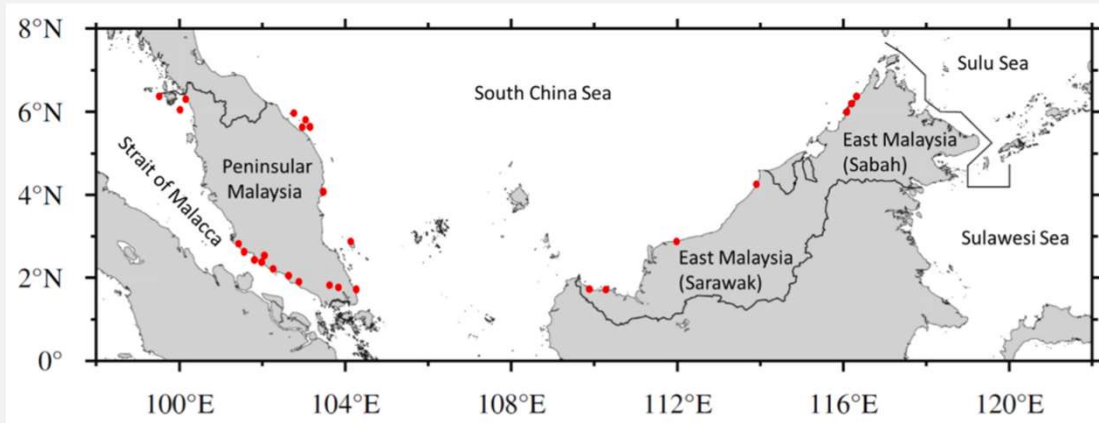 8°N
Sulu Sea
South China Sea
6°N
East Malaysia
(Sabah)
Strait of Malacca
Peninsular
Malaysia
4°N
Sulawesi Sea
East Malaysia
(Sarawak)
2°N
0°
100°E
104°E
108°E
112°E
116°E
120°E